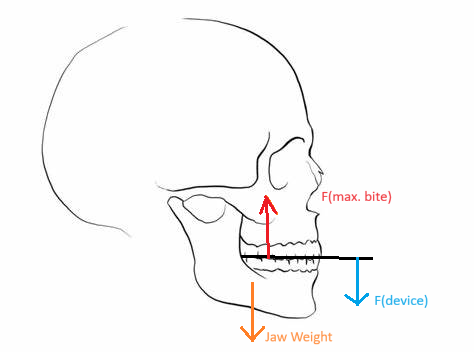 F(max. bite)
F(device)
Jaw Weight